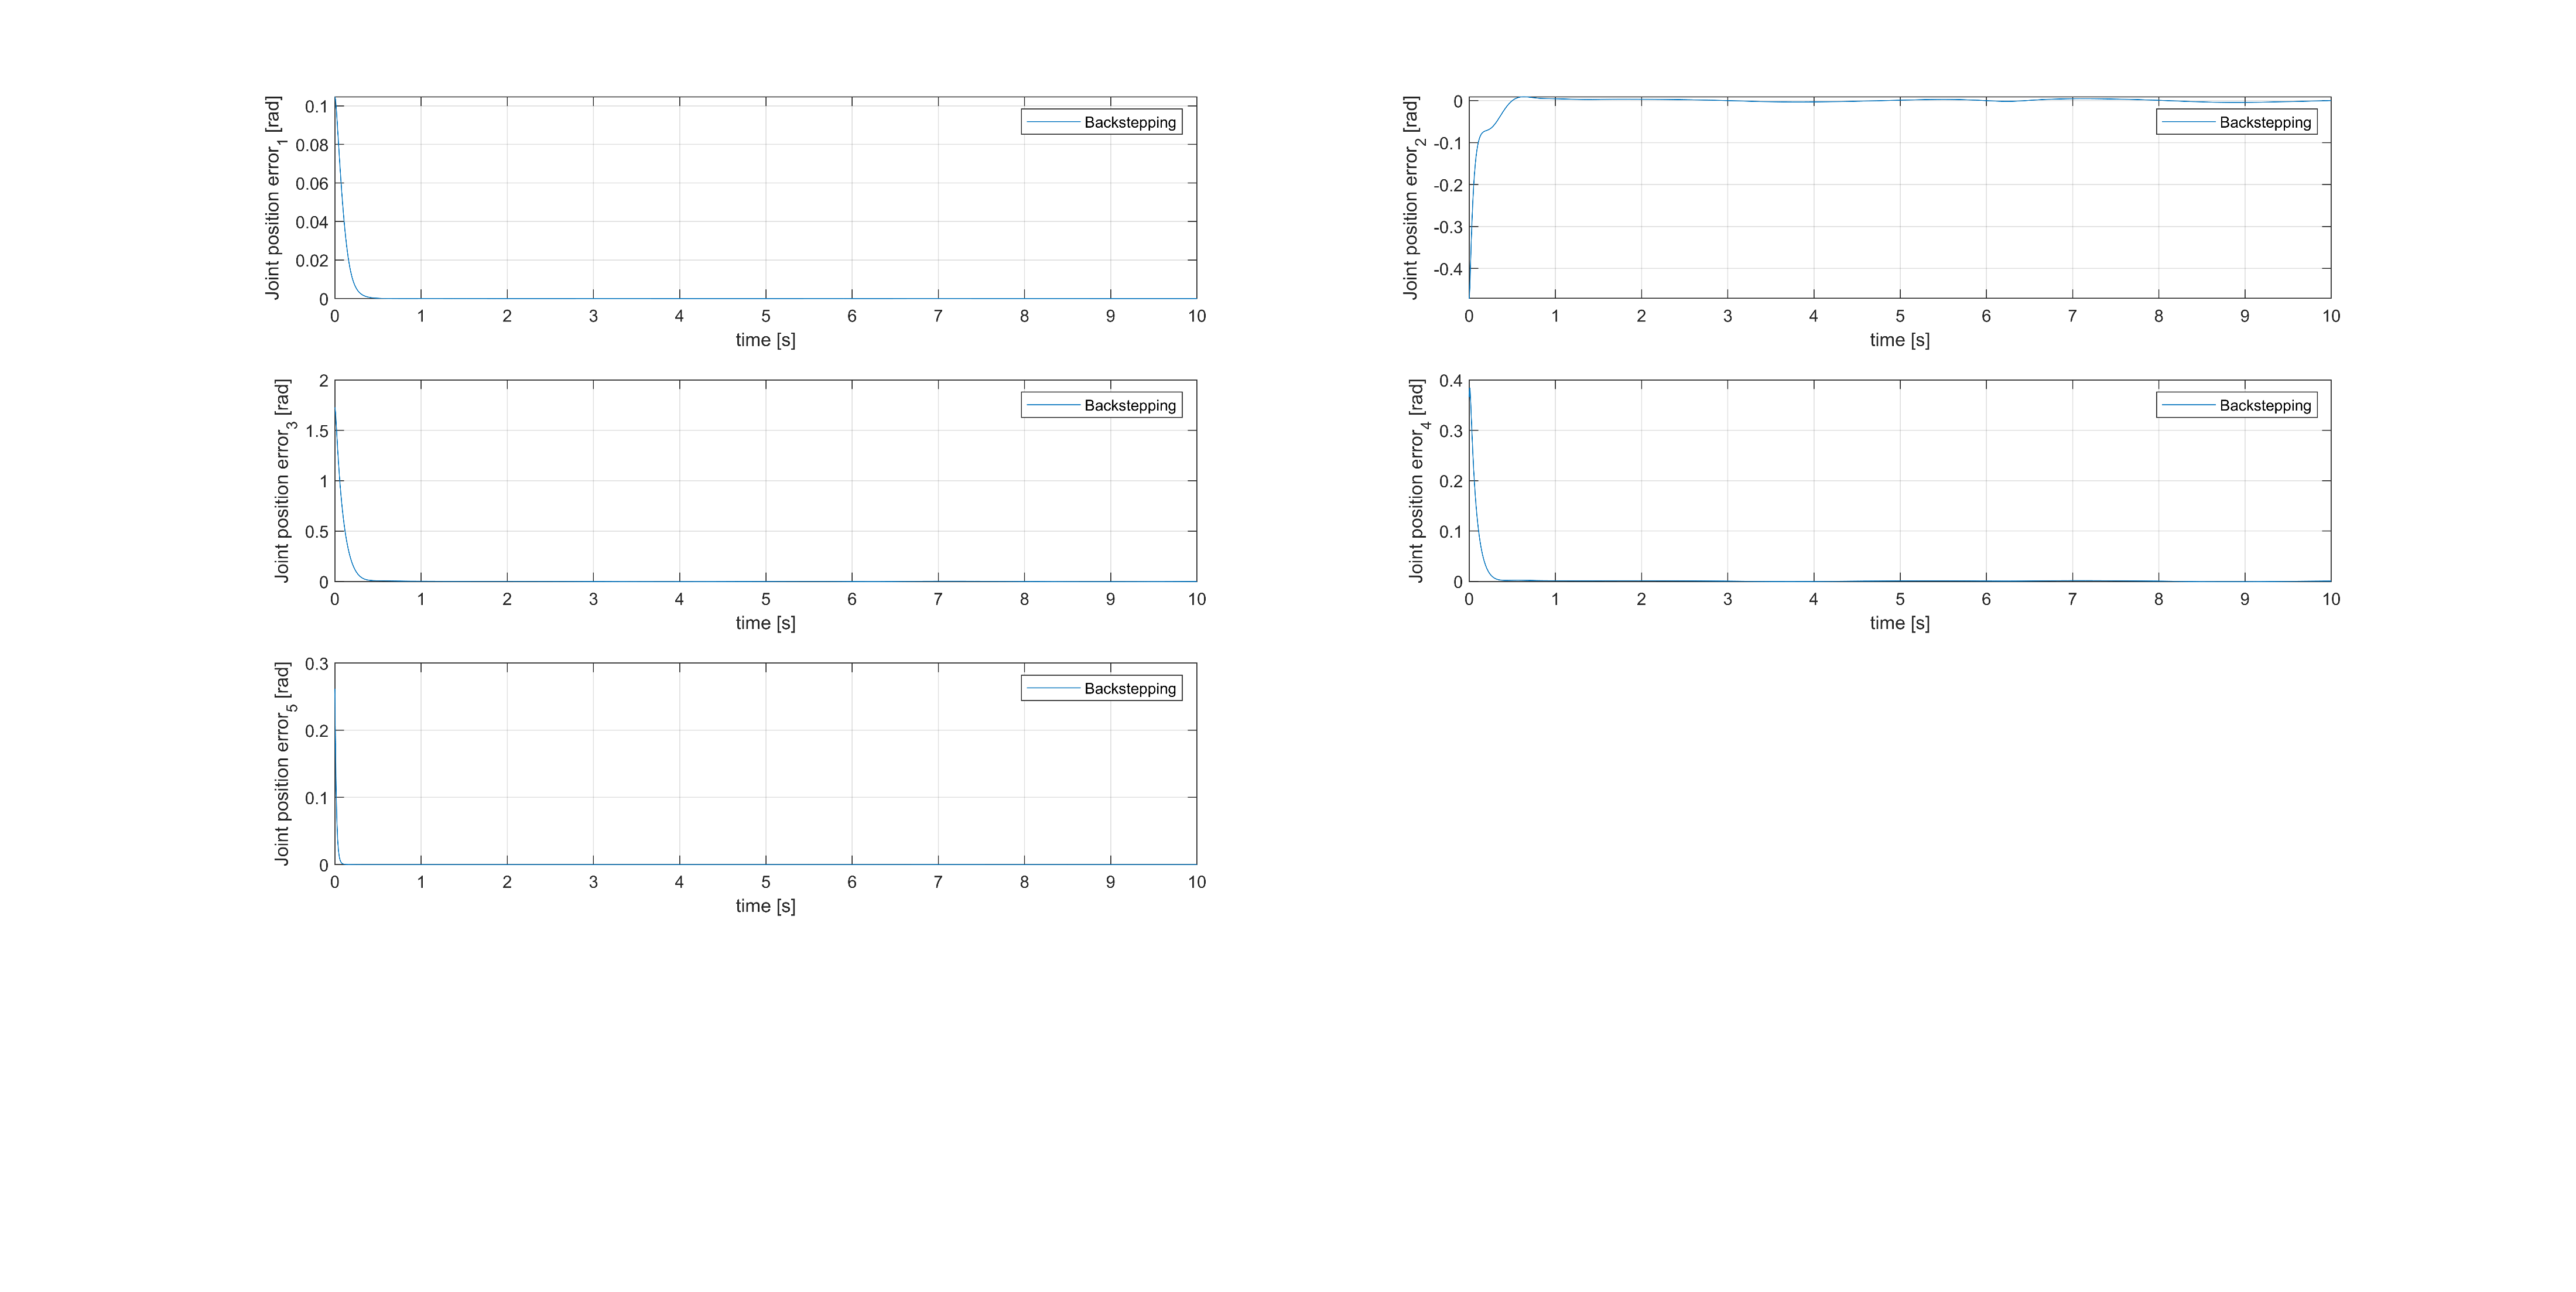 Joint position error1 [rad]
0.1
0.08
0.06
0.04
0.02
0
Backstepping
0 1 2 3 4 5 6 7 8 9 10
time [s]
Joint position error2 [rad]
0
-0.1
-0.2
-0.3
-0.4
Backstepping
0 1 2 3 4 5 6 7 8 9 10
time [s]
Joint position error3 [rad]
2
1.5
1
0.5
0
Backstepping
0 1 2 3 4 5 6 7 8 9 10
time [s]
Joint position error4 [rad]
0.4
0.3
0.2
0.1
0
Backstepping
0 1 2 3 4 5 6 7 8 9 10
time [s]
Joint position error5 [rad]
0.3
0.2
0.1
0
Backstepping
0 1 2 3 4 5 6 7 8 9 10
time [s]